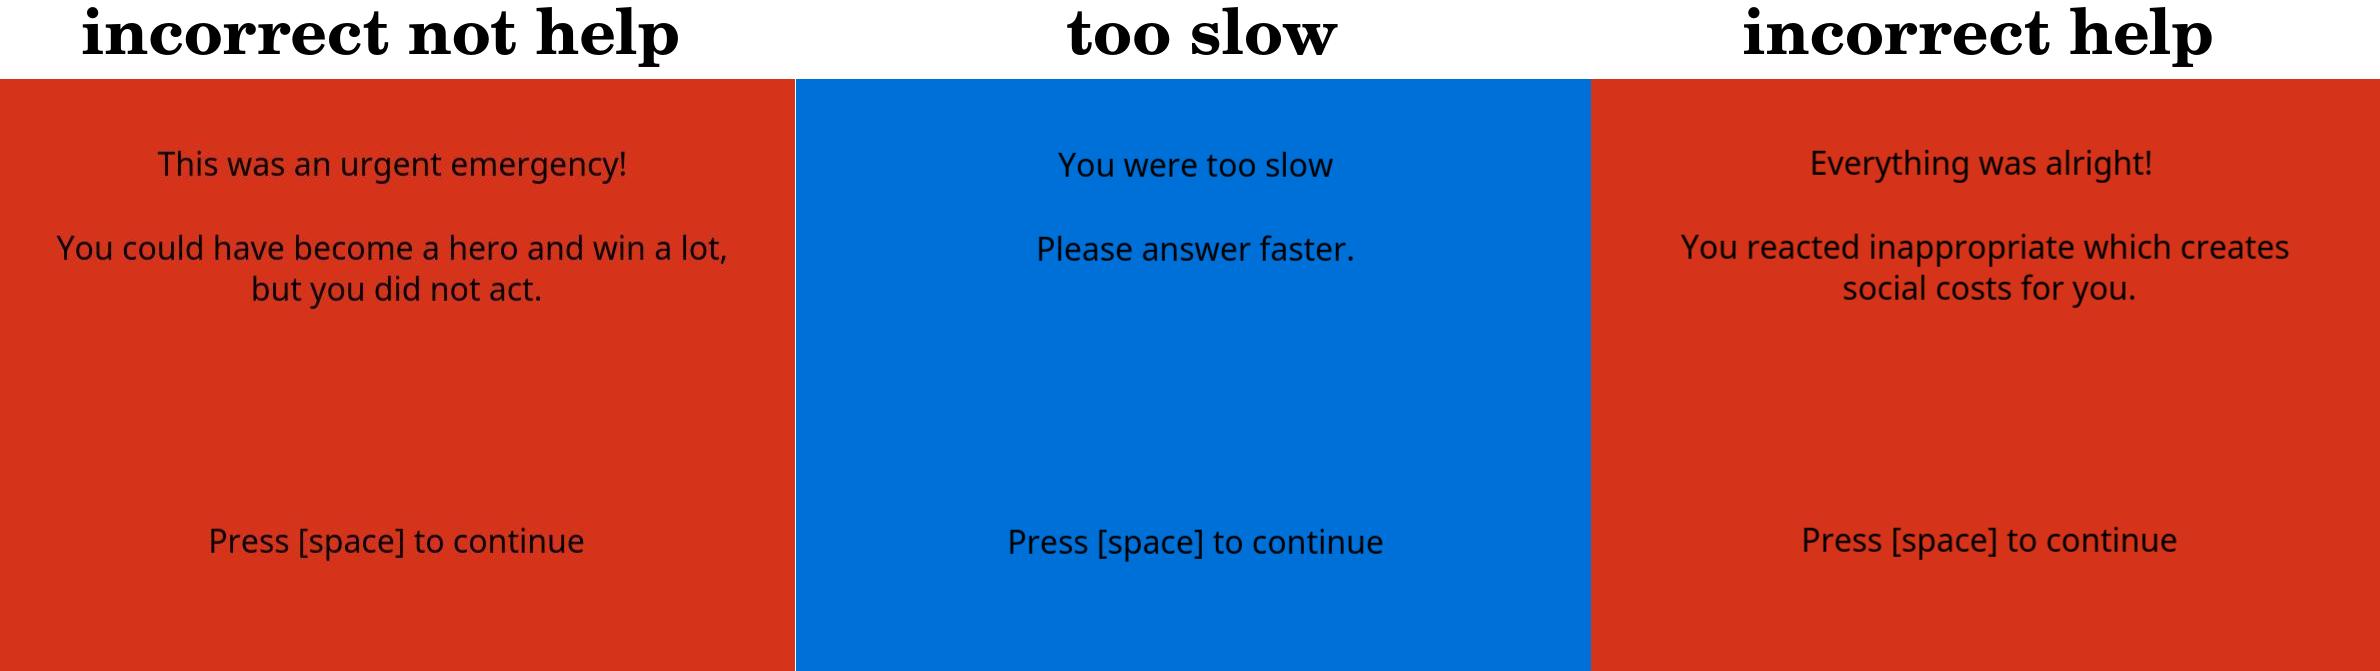 incorrect not help
This was an urgent emergency!
You could have become a hero and win a lot,
but you did not act.
Press [space] to continue
too slow
You were too slow
Please answer faster.
Press [space] to continue
incorrect help
Everything was alright!
You reacted inappropriate which creates
social costs for you.
Press [space] to continue